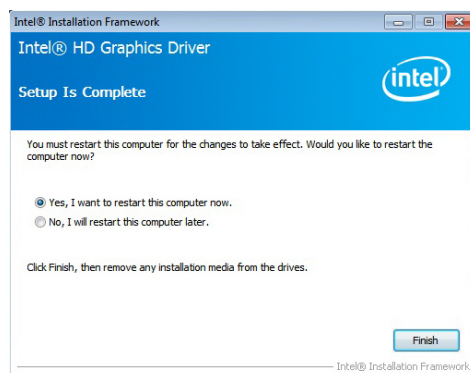 Intel® Installation Framework
Intel® HD Graphics Driver
Setup Is Complete
(intel)
You must restart this computer for the changes to take effect. Would you like to restart the
computer now?
Yes, I want to restart this computer now.
No, I will restart this computer later.
Click Finish, then remove any installation media from the drives.
Finish
Intel® Installation Framework